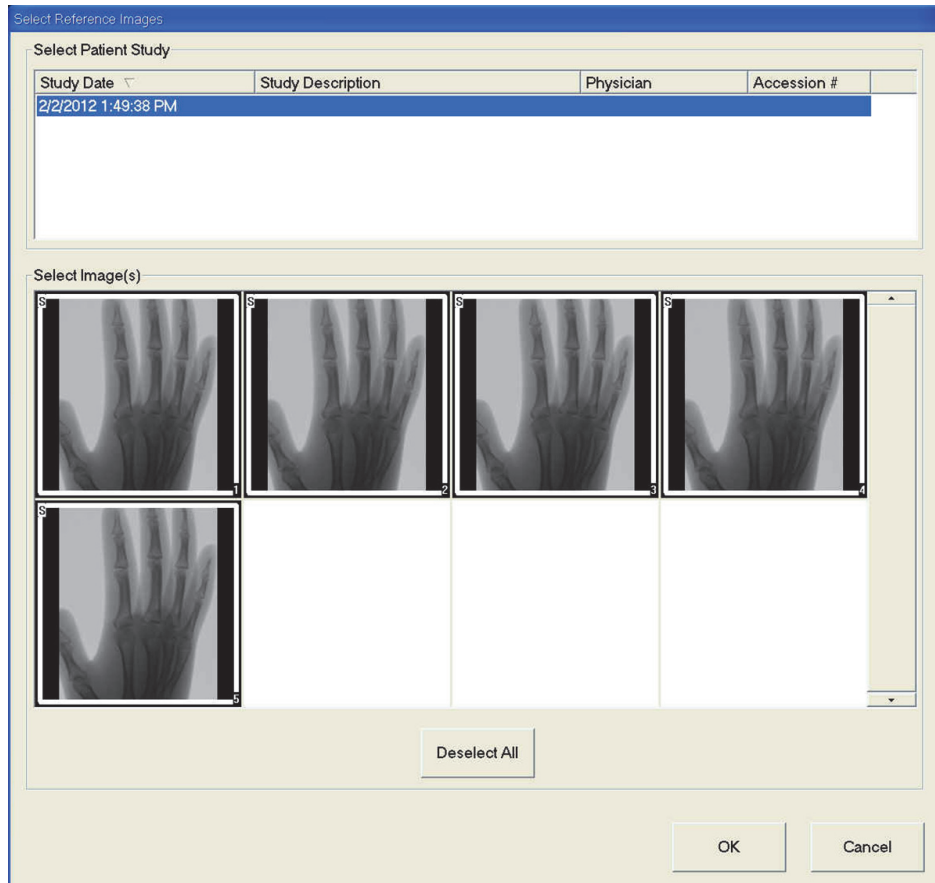 Select Reference Images
Select Patient Study
Study Date Study Description Physician Accession #
2/2/2012 1:49:38 PM
Select Image(s)
S S S S
1 2 3 4
S
5
Deselect All
OK Cancel